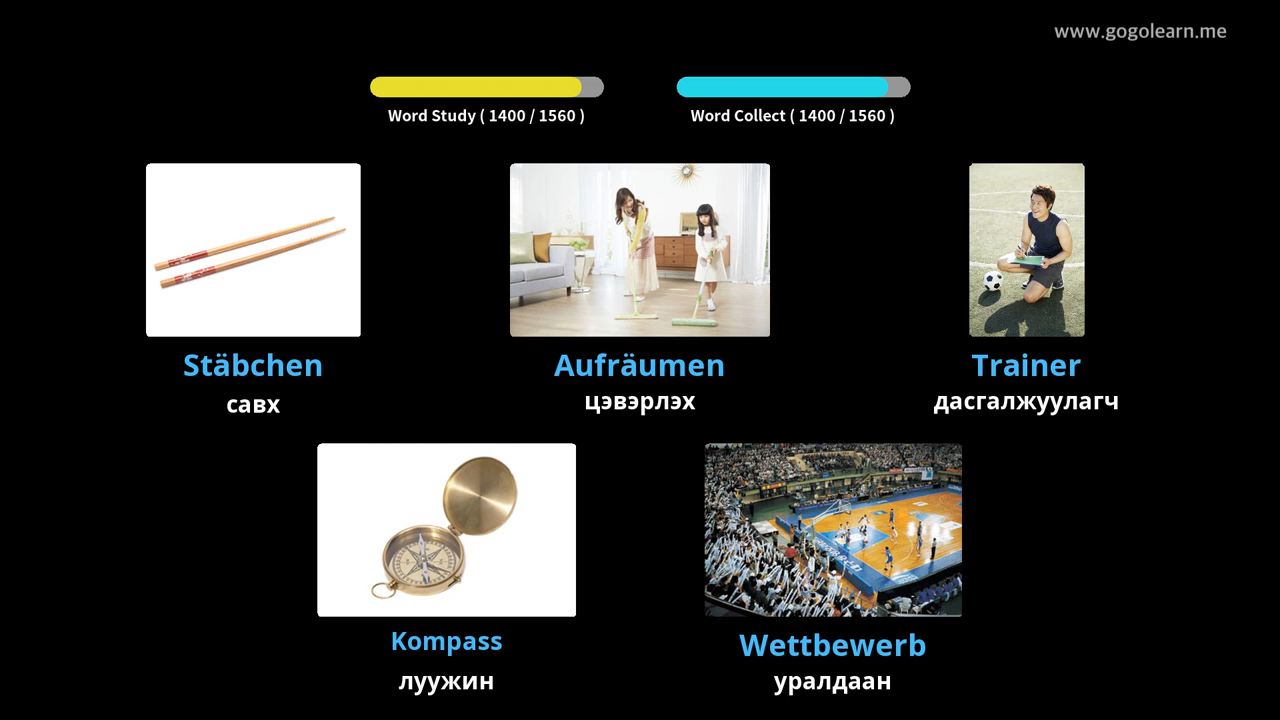 www.gogolearn.me
Word Study ( 1400 / 1560 )
Word Collect ( 1400 / 1560 )
Stäbchen
савх
Aufräumen
цэвэрлэх
Trainer
дасгалжуулагч
Kompass
луужин
Wettbewerb
уралдаан